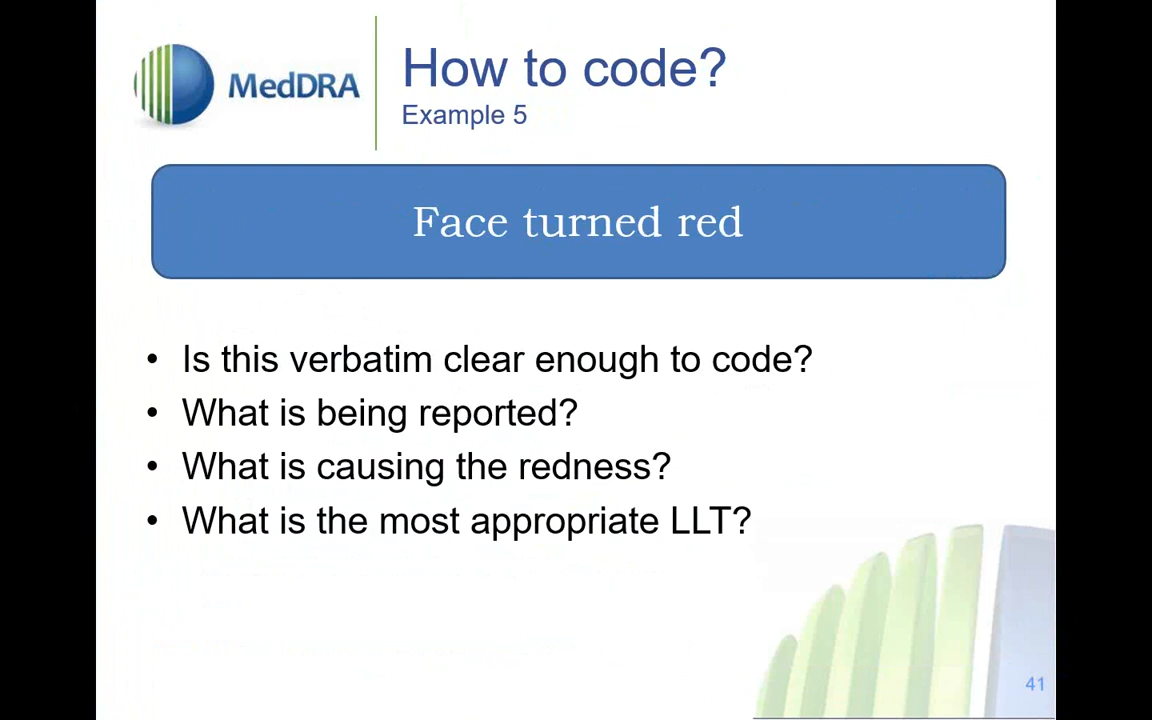 MedDRA
How to code?
Example 5
Face turned red
• Is this verbatim clear enough to code?
• What is being reported?
• What is causing the redness?
• What is the most appropriate LLT?
41